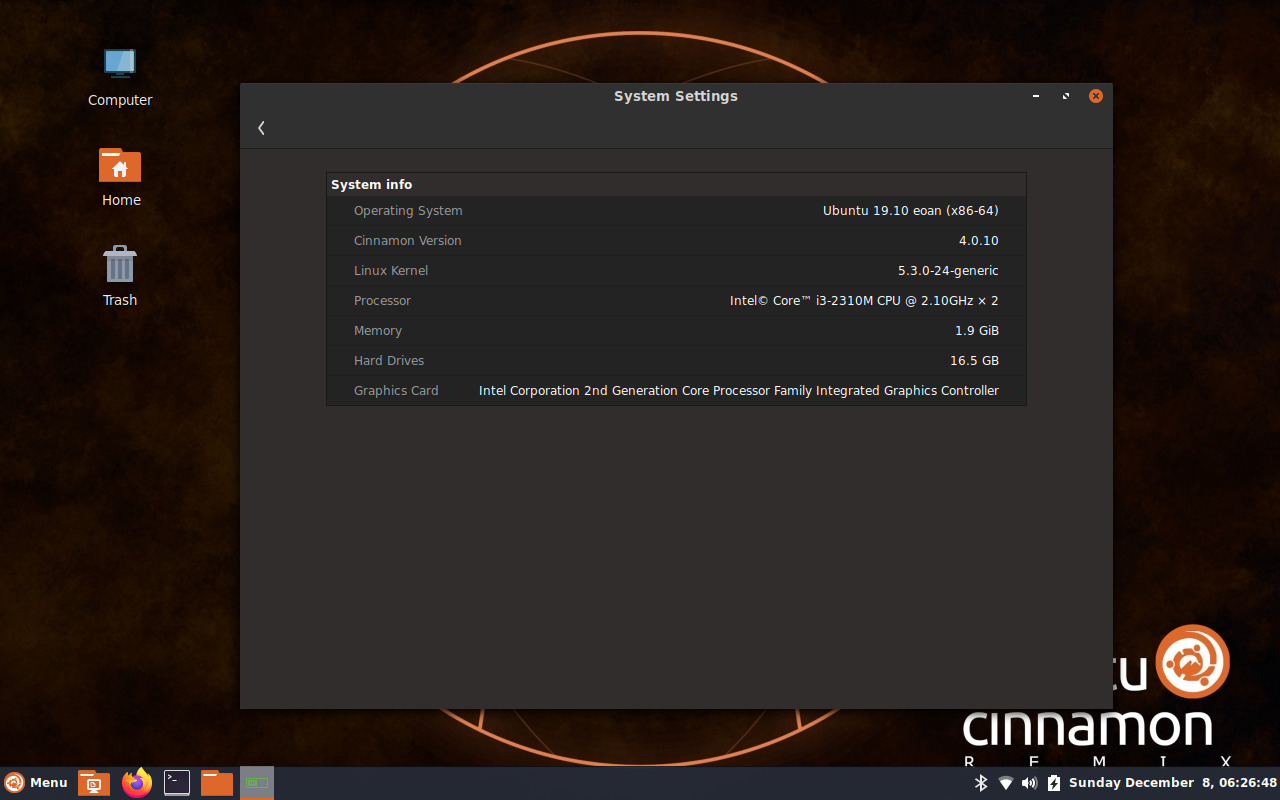 System Settings
Computer
Home
Trash
System info
Operating System Ubuntu 19.10 eoan (x86-64)
Cinnamon Version 4.0.10
Linux Kernel 5.3.0-24-generic
Processor Intel© Core™ i3-2310M CPU @ 2.10GHz × 2
Memory 1.9 GiB
Hard Drives 16.5 GB
Graphics Card Intel Corporation 2nd Generation Core Processor Family Integrated Graphics Controller
tu
cinnamon
R E M I X
Menu
>_
Sunday December 8, 06:26:48